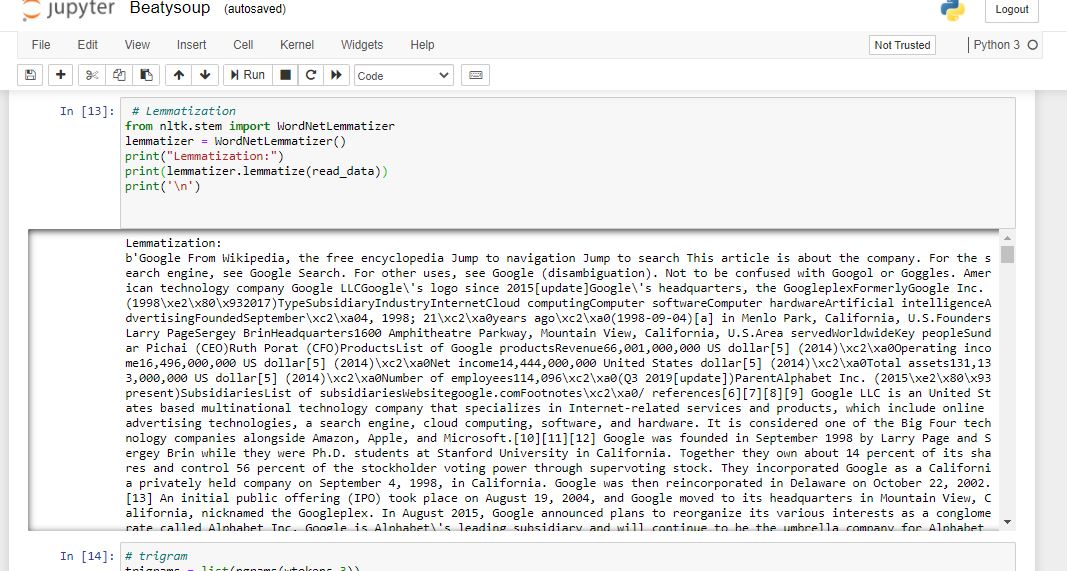 jupyter Beatysoup (autosaved)
Logout
File Edit View Insert Cell Kernel Widgets Help
Not Trusted
Python 3
Run
Code
In [13]:
# Lemmatization
from nltk.stem import WordNetLemmatizer
lemmatizer = WordNetLemmatizer()
print("Lemmatization:")
print(lemmatizer.lemmatize(read_data))
print('\n')
Lemmatization:
b'Google From Wikipedia, the free encyclopedia Jump to navigation Jump to search This article is about the company. For the s
earch engine, see Google Search. For other uses, see Google (disambiguation). Not to be confused with Googol or Goggles. Amer
ican technology company Google LLCGoogle\'s logo since 2015[update]Google\'s headquarters, the GoogleplexFormerlyGoogle Inc.
(1998\xe2\x80\x932017)TypeSubsidiaryIndustryInternetCloud computingComputer softwareComputer hardwareArtificial intelligenceA
dvertisingFoundedSeptember\xc2\xa04, 1998; 21\xc2\xa0years ago\xc2\xa0(1998-09-04)[a] in Menlo Park, California, U.S.Founders
Larry PageSergey BrinHeadquarters1600 Amphitheatre Parkway, Mountain View, California, U.S.Area servedWorldwideKey peopleSund
ar Pichai (CEO)Ruth Porat (CFO)ProductsList of Google productsRevenue66,001,000,000 US dollar[5] (2014)\xc2\xa0Operating inco
me16,496,000,000 US dollar[5] (2014)\xc2\xa0Net income14,444,000,000 United States dollar[5] (2014)\xc2\xa0Total assets131,13
3,000,000 US dollar[5] (2014)\xc2\xa0Number of employees114,096\xc2\xa0(Q3 2019[update])ParentAlphabet Inc. (2015\xe2\x80\x93
present)SubsidiariesList of subsidiariesWebsitegoogle.comFootnotes\xc2\xa0/ references[6][7][8][9] Google LLC is an United St
ates based multinational technology company that specializes in Internet-related services and products, which include online
advertising technologies, a search engine, cloud computing, software, and hardware. It is considered one of the Big Four tech
nology companies alongside Amazon, Apple, and Microsoft.[10][11][12] Google was founded in September 1998 by Larry Page and S
ergey Brin while they were Ph.D. students at Stanford University in California. Together they own about 14 percent of its sha
res and control 56 percent of the stockholder voting power through supervoting stock. They incorporated Google as a Californi
a privately held company on September 4, 1998, in California. Google was then reincorporated in Delaware on October 22, 2002.
[13] An initial public offering (IPO) took place on August 19, 2004, and Google moved to its headquarters in Mountain View, C
alifornia, nicknamed the Googleplex. In August 2015, Google announced plans to reorganize its various interests as a conglome
rate called Alphabet Inc. Google is Alphabet\'s leading subsidiary and will continue to be the umbrella company for Alphabet
In [14]:
# trigram
trigrams = list(ngrams(wtokens,3))